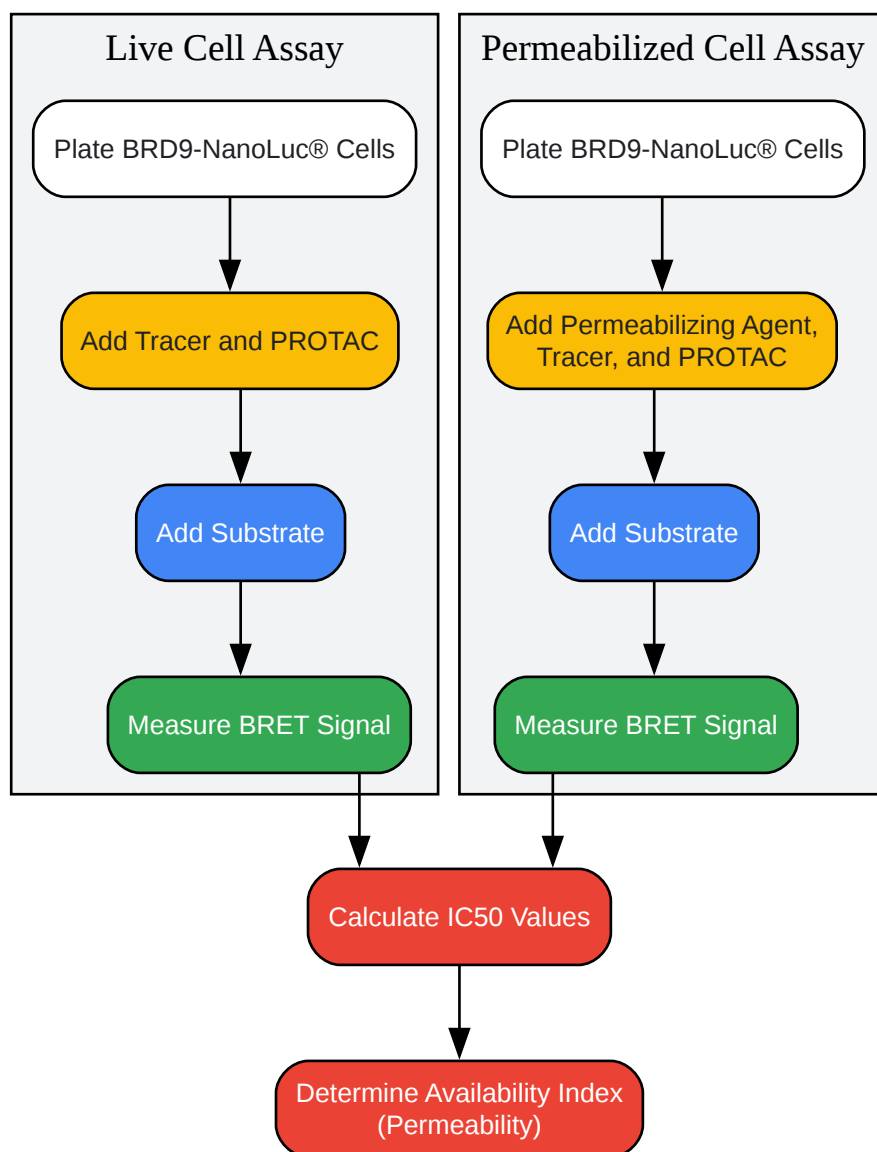 Live Cell Assay
Plate BRD9-NanoLuc® Cells
Add Tracer and PROTAC
Add Substrate
Measure BRET Signal
Permeabilized Cell Assay
Plate BRD9-NanoLuc® Cells
Add Permeabilizing Agent,
Tracer, and PROTAC
Add Substrate
Measure BRET Signal
Calculate IC50 Values
Determine Availability Index
(Permeability)